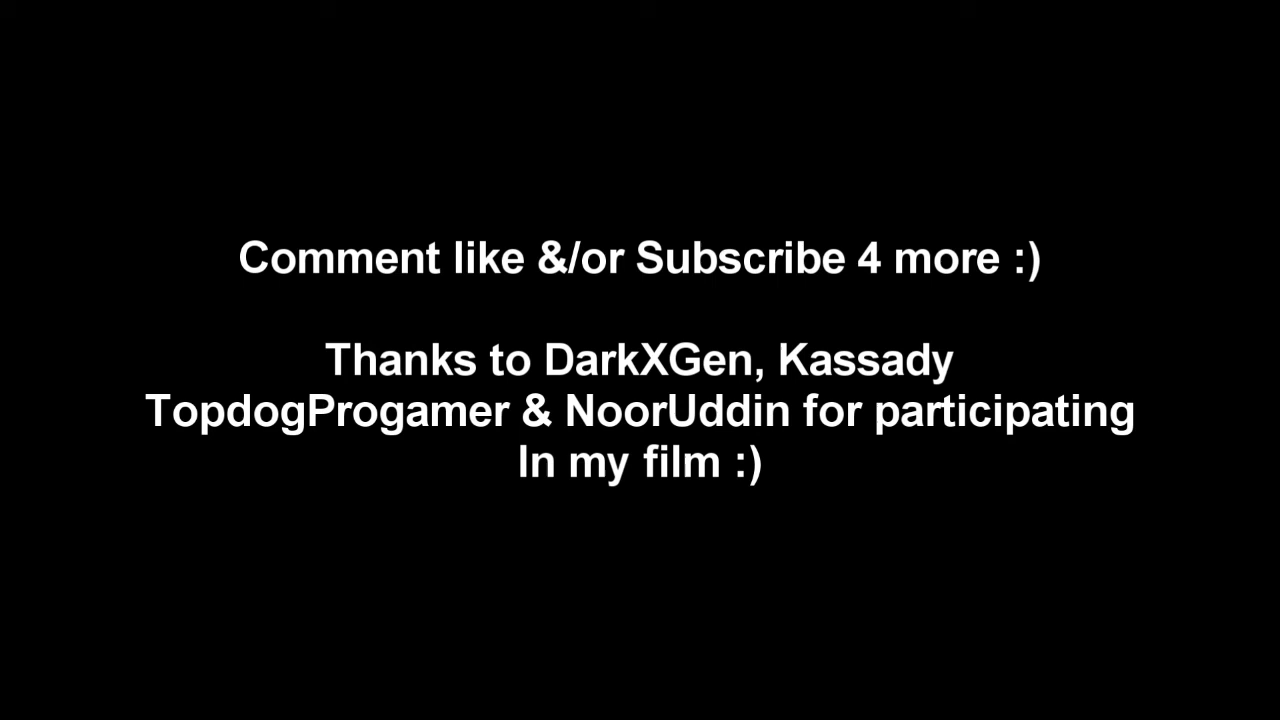 Comment like &/or Subscribe 4 more :)
Thanks to DarkXGen, Kassady
TopdogProgamer & NoorUddin for participating
In my film :)